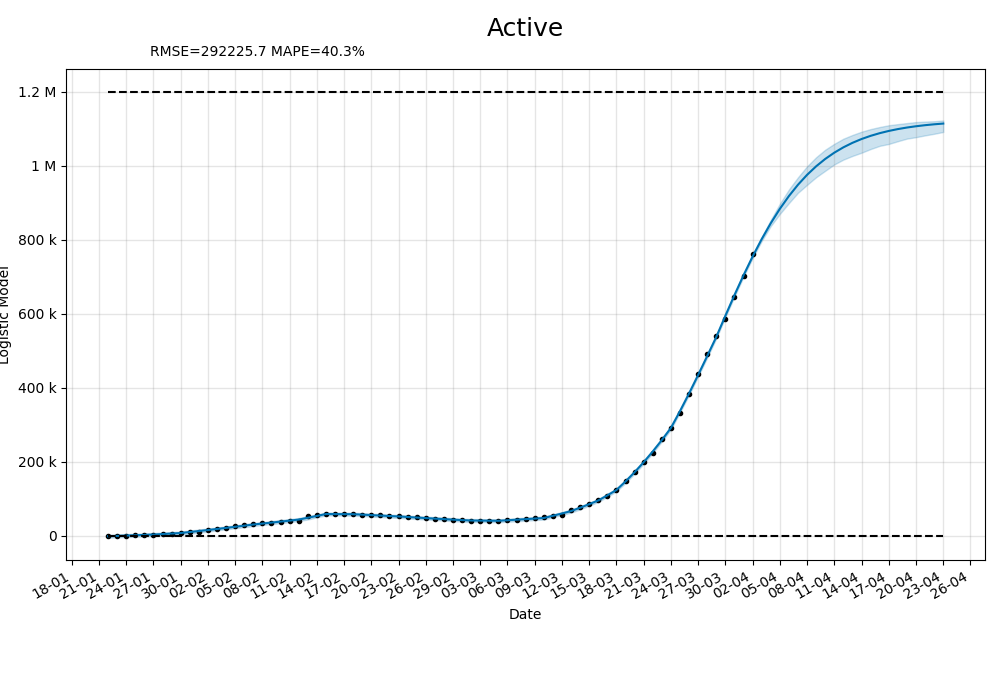 Active
RMSE=292225.7 MAPE=40.3%
1.2 M
1 M
800 k
600 k
400 k
200 k
0
Logistic Model
18-01 21-01 24-01 27-01 30-01 02-02 05-02 08-02 11-02 14-02 17-02 20-02 23-02 26-02 29-02 03-03 06-03 09-03 12-03 15-03 18-03 21-03 24-03 27-03 30-03 02-04 05-04 08-04 11-04 14-04 17-04 20-04 23-04 26-04
Date